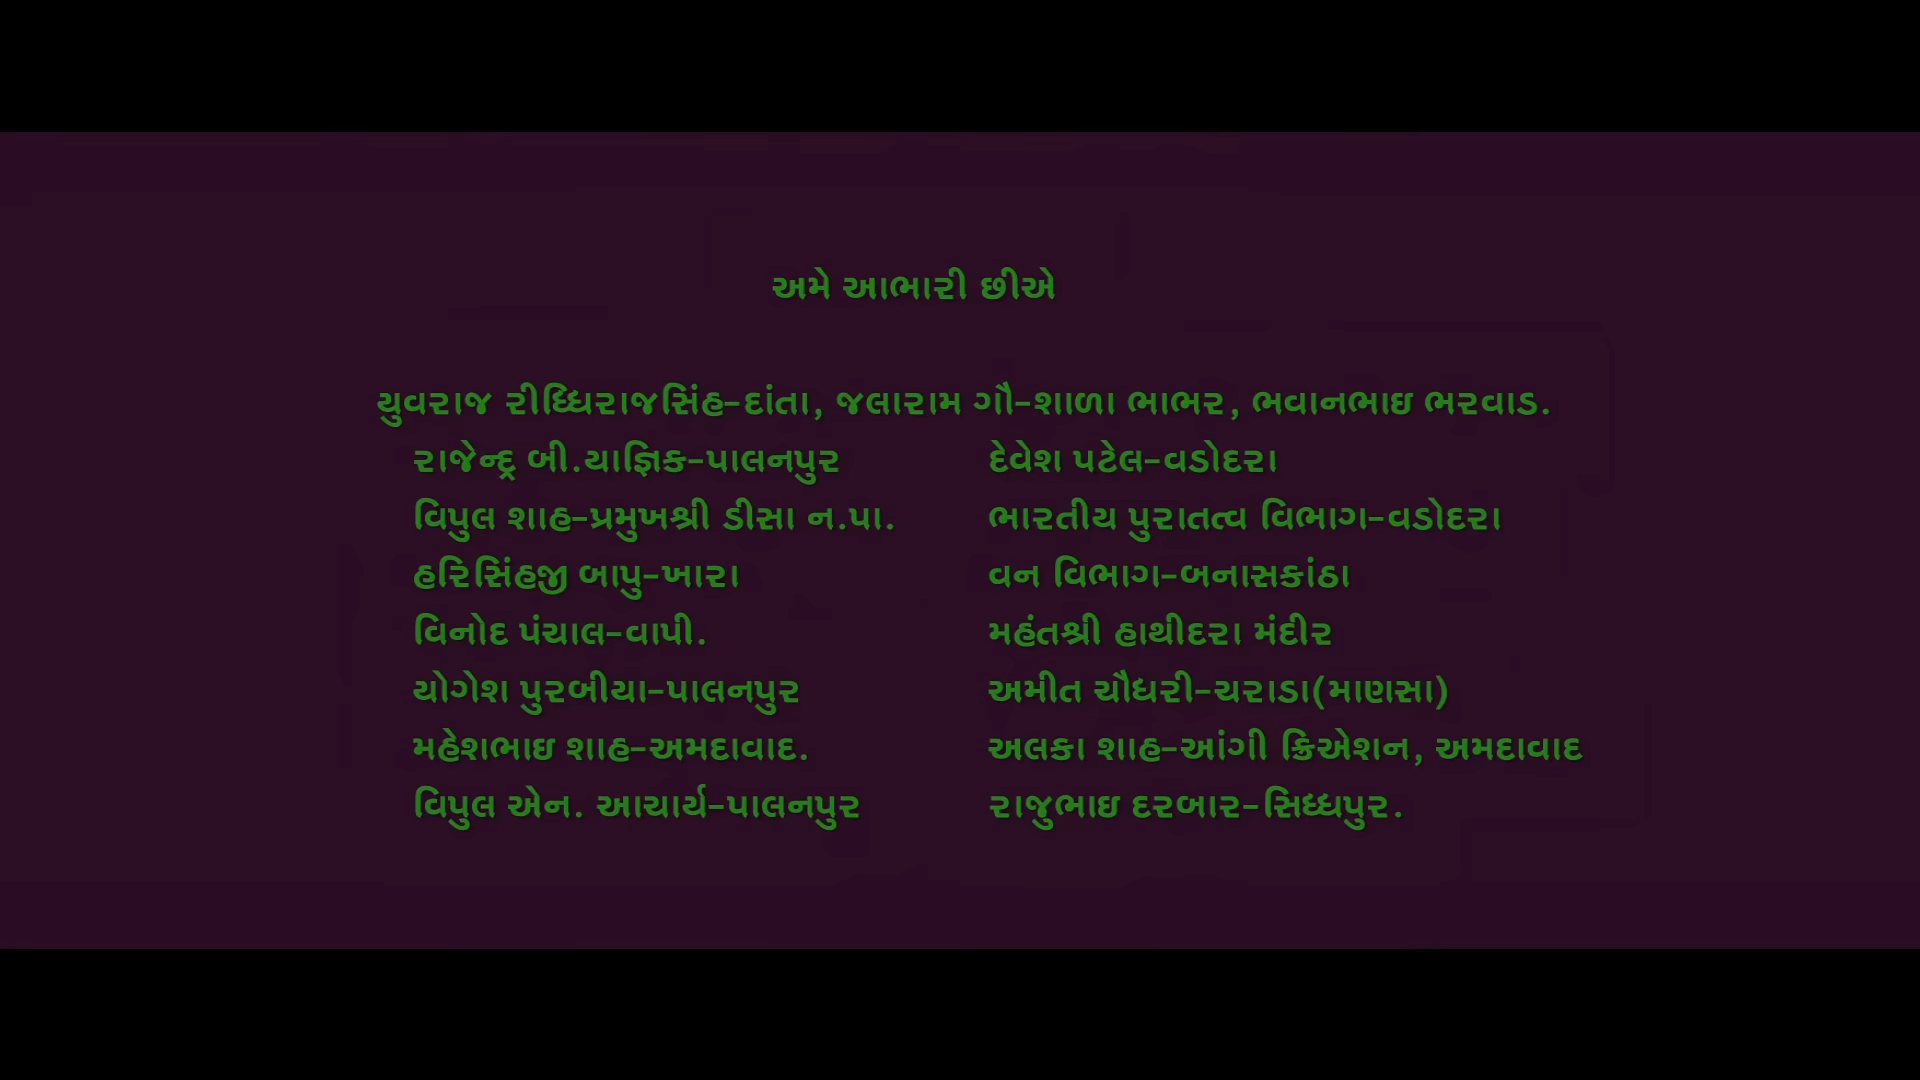 અમે આભારી છીએ
યુવરાજ રીધ્ધિરાજસિંહ–દાંતા, જલારામ ગૌ–શાળા ભાભર, ભવાનભાઇ ભરવાડ.
રાજેન્દ્ર બી.યાજ્ઞિક–પાલનપુર દેવેશ પટેલ–વડોદરા
વિપુલ શાહ–પ્રમુખશ્રી ડીસા ન.પા. ભારતીય પુરાતત્વ વિભાગ–વડોદરા
હરિસિંહજી બાપુ–ખારા વન વિભાગ–બનાસકાંઠા
વિનોદ પંચાલ–વાપી. મહંતશ્રી હાથીદરા મંદીર
યોગેશ પુરબીયા–પાલનપુર અમીત ચૌધરી–ચરાડા(માણસા)
મહેશભાઇ શાહ–અમદાવાદ. અલકા શાહ–આંગી ક્રિએશન, અમદાવાદ
વિપુલ એન. આચાર્ય–પાલનપુર રાજુભાઇ દરબાર–સિધ્ધપુર.